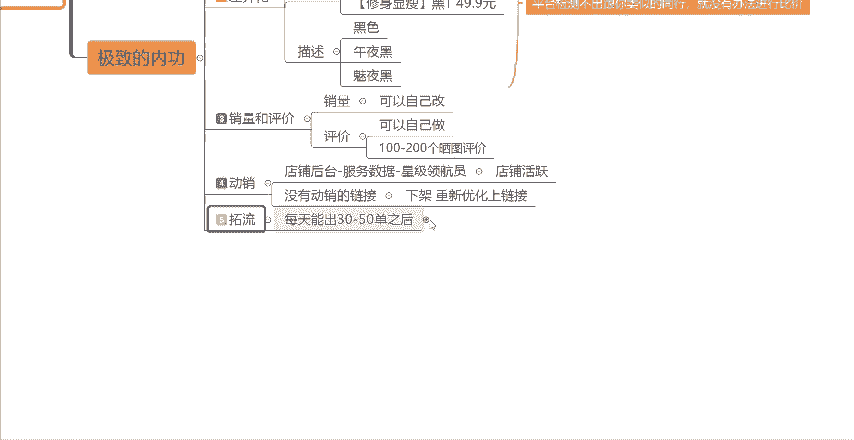 【修身显瘦】黑T 49.9元
极致的内功
描述
黑色
午夜黑
魅夜黑
3 销量和评价
销量
可以自己改
评价
可以自己做
100-200个晒图评价
4 动销
店铺后台-服务数据-星级领航员
店铺活跃
没有动销的链接
下架 重新优化上链接
5 拓流
每天能出30-50单之后